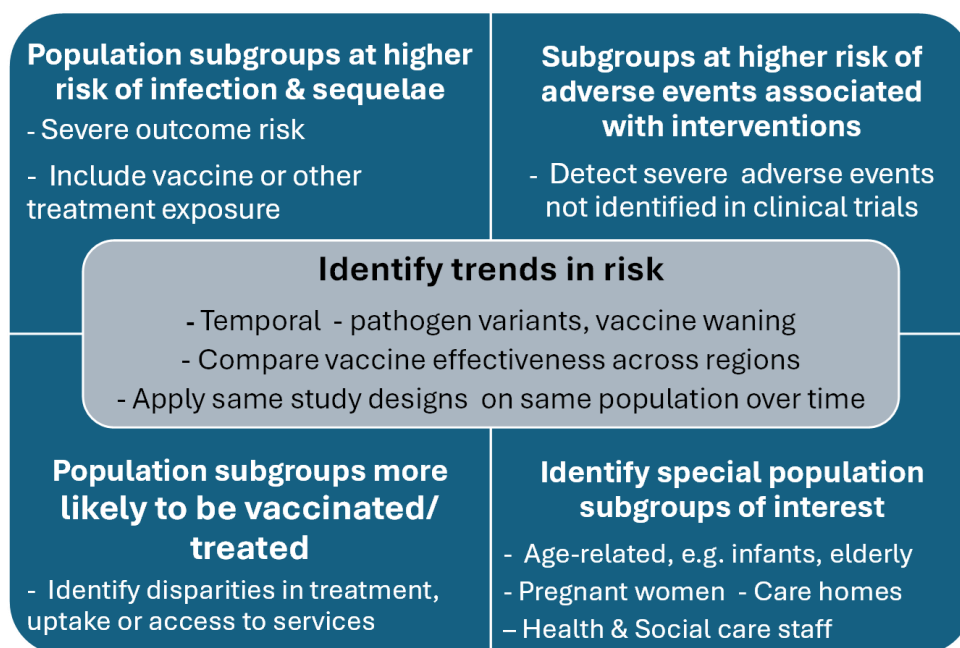 Population subgroups at higher
risk of infection & sequelae
- Severe outcome risk
- Include vaccine or other
treatment exposure
Subgroups at higher risk of
adverse events associated
with interventions
- Detect severe adverse events
not identified in clinical trials
Identify trends in risk
- Temporal - pathogen variants, vaccine waning
- Compare vaccine effectiveness across regions
- Apply same study designs on same population over time
Population subgroups more
likely to be vaccinated/
treated
- Identify disparities in treatment,
uptake or access to services
Identify special population
subgroups of interest
- Age-related, e.g. infants, elderly
- Pregnant women - Care homes
– Health & Social care staff